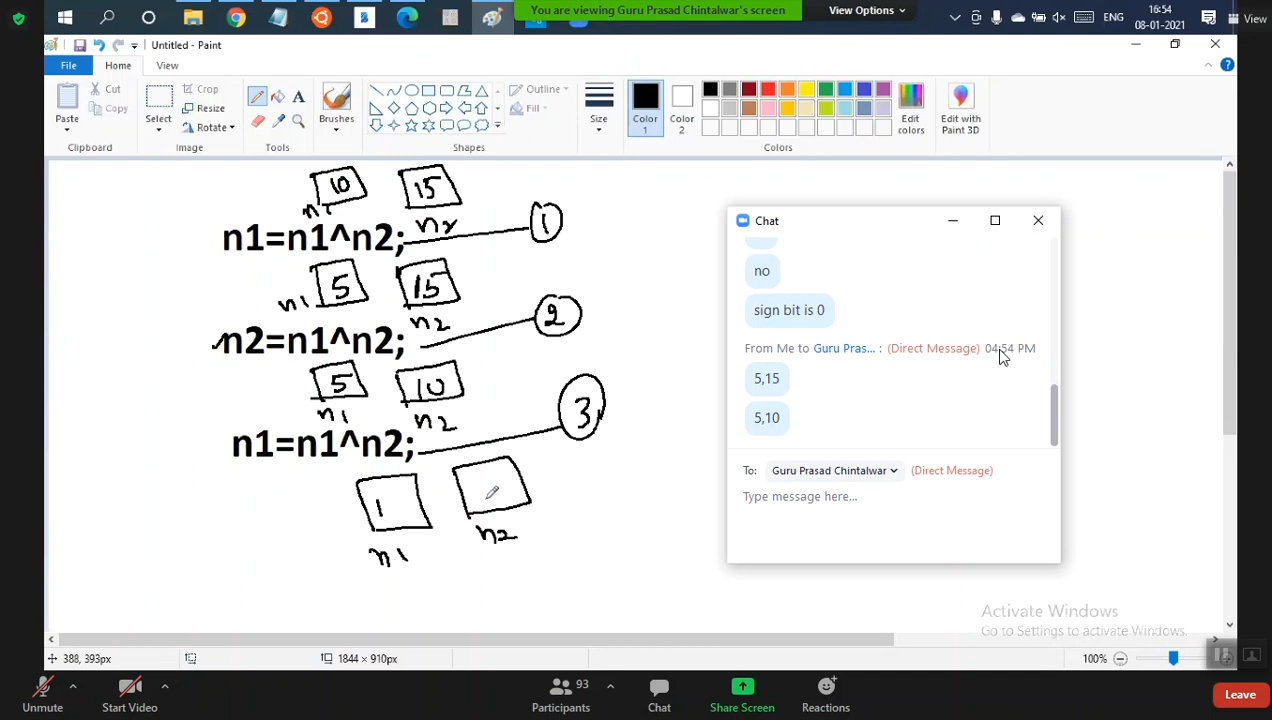 You are viewing Guru Prasad Chintalwar's screen
View Options
ENG
16:54
08-01-2021
View
Untitled - Paint
File
Home
View
Paste
Cut
Copy
Clipboard
Select
Crop
Resize
Rotate
Image
A
Tools
Brushes
Outline
Fill
Shapes
Size
Color 1
Color 2
Edit colors
Colors
Edit with Paint 3D
10 15
n1 n2
n1=n1^n2;
1
5 15
n1 n2
n2=n1^n2;
2
5 10
n1 n2
n1=n1^n2;
3
1
n1 n2
Chat
no
sign bit is 0
From Me to Guru Pras... : (Direct Message) 04:54 PM
5,15
5,10
To: Guru Prasad Chintalwar (Direct Message)
Type message here...
Activate Windows
Go to Settings to activate Windows.
388, 393px
1844 × 910px
100%
Unmute
Start Video
93
Participants
Chat
Share Screen
Reactions
Leave